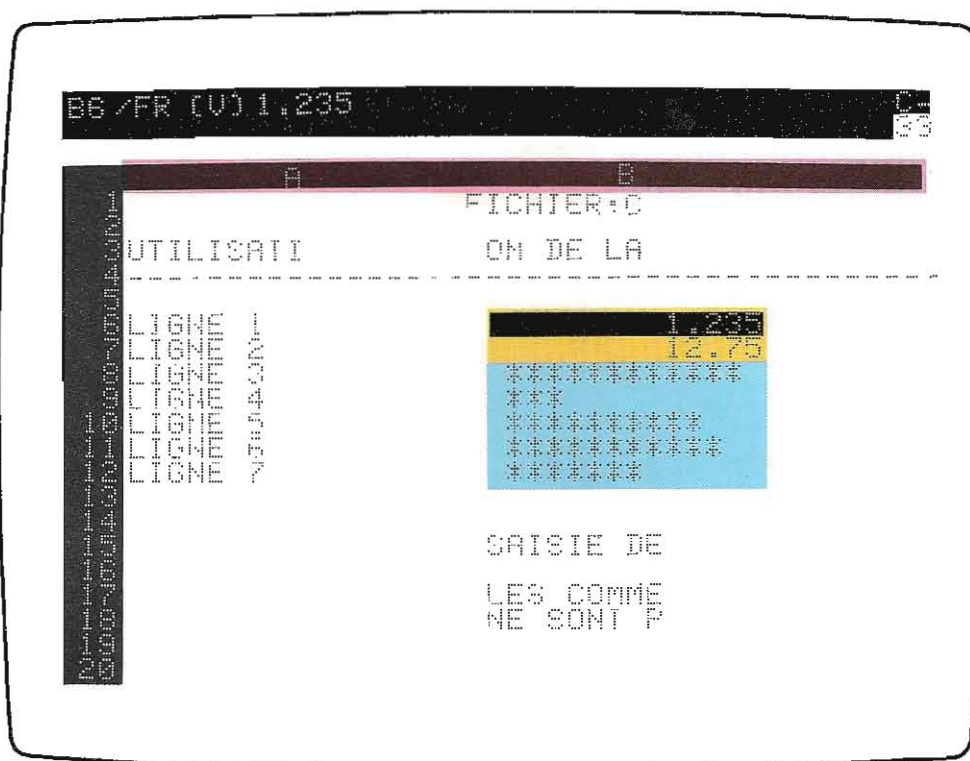 B6 /FR (V) 1.235 C
33
A B
1 FICHIER:C
2
3 UTILISATI ON DE LA
4 --------------------------------
5
6 LIGNE 1 1.235
7 LIGNE 2 12.75
8 LIGNE 3 ************
9 LIGNE 4 ***
10 LIGNE 5 **********
11 LIGNE 6 ***********
12 LIGNE 7 *******
13
14
15 SAISIE DE
16
17 LES COMME
18 NE SONT P
19
20